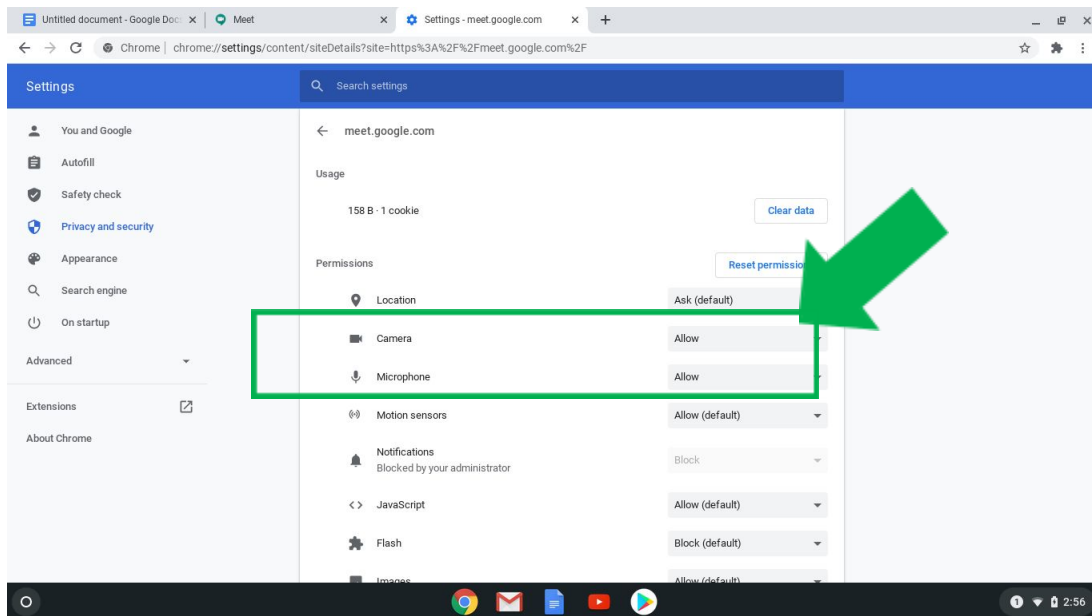 Untitled document - Google Doc
Meet
Settings - meet.google.com
Chrome | chrome://settings/content/siteDetails?site=https%3A%2F%2Fmeet.google.com%2F
Settings
Search settings
You and Google
Autofill
Safety check
Privacy and security
Appearance
Search engine
On startup
Advanced
Extensions
About Chrome
meet.google.com
Usage
158 B · 1 cookie
Clear data
Permissions
Reset permission
Location
Ask (default)
Camera
Allow
Microphone
Allow
Motion sensors
Allow (default)
Notifications
Blocked by your administrator
Block
JavaScript
Allow (default)
Flash
Block (default)
Images
Allow (default)
1
2:56